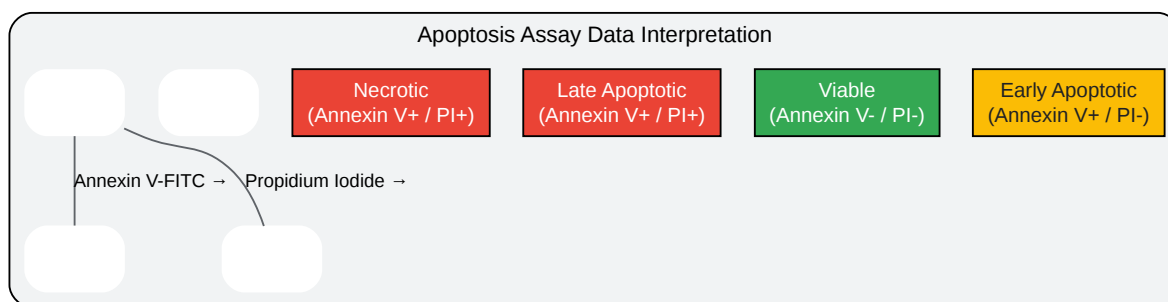 Apoptosis Assay Data Interpretation
Necrotic
(Annexin V+ / PI+)
Late Apoptotic
(Annexin V+ / PI+)
Viable
(Annexin V- / PI-)
Early Apoptotic
(Annexin V+ / PI-)
Annexin V-FITC →
Propidium Iodide →